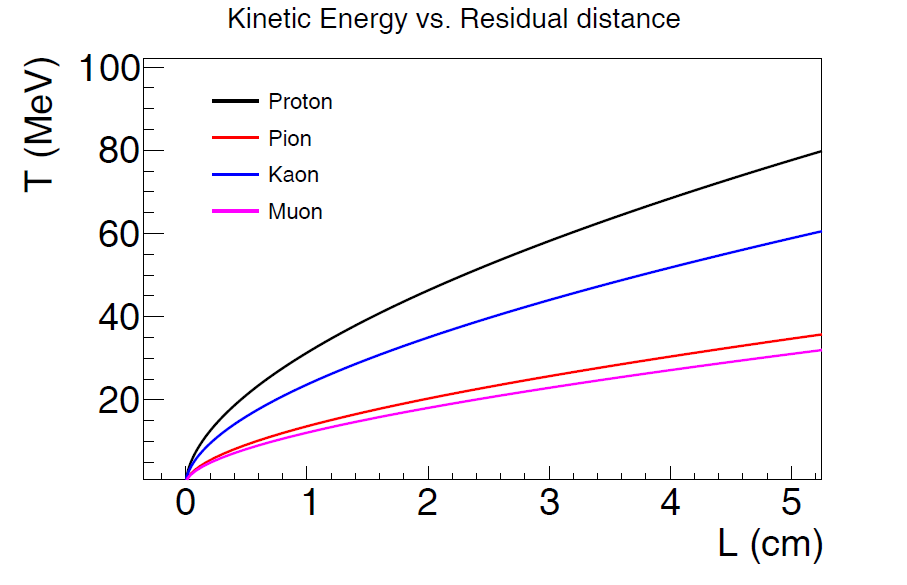 Kinetic Energy vs. Residual distance
T (MeV)
100
80
60
40
20
Proton
Pion
Kaon
Muon
0 1 2 3 4 5
L (cm)